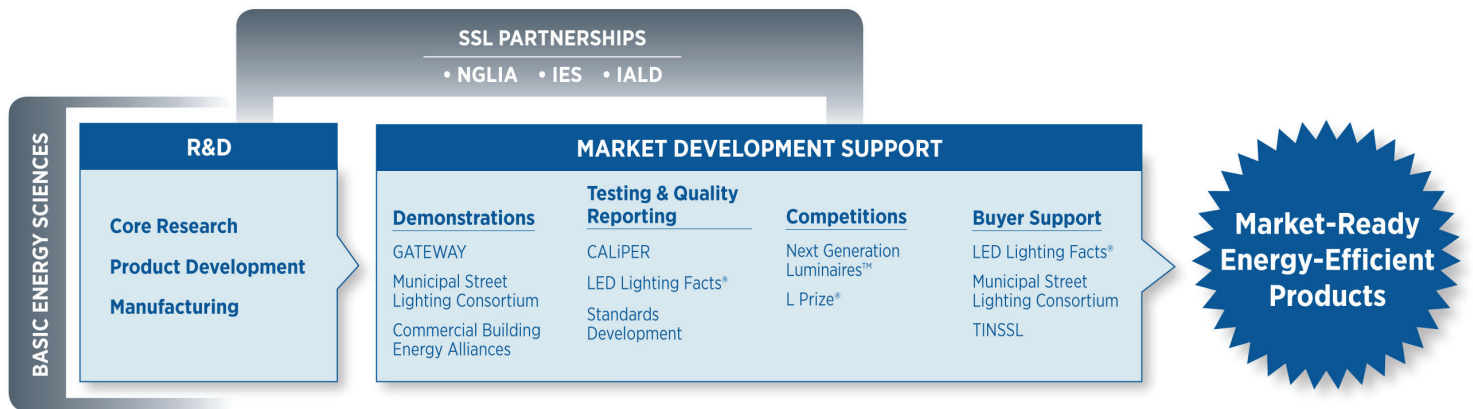 SSL PARTNERSHIPS
• NGLIA • IES • IALD
BASIC ENERGY SCIENCES
R&D
Core Research
Product Development
Manufacturing
MARKET DEVELOPMENT SUPPORT
Demonstrations
GATEWAY
Municipal Street
Lighting Consortium
Commercial Building
Energy Alliances
Testing & Quality
Reporting
CALiPER
LED Lighting Facts®
Standards
Development
Competitions
Next Generation
Luminaires™
L Prize®
Buyer Support
LED Lighting Facts®
Municipal Street
Lighting Consortium
TINSSL
Market-Ready
Energy-Efficient
Products